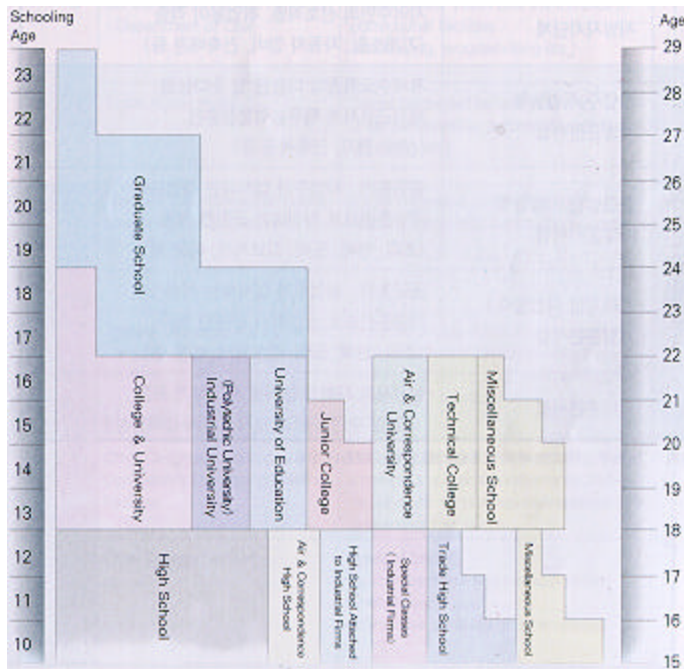 Schooling
Age
Age
23
22
21
20
19
18
17
16
15
14
13
12
11
10
29
28
27
26
25
24
23
22
21
20
19
18
17
16
15
Graduate School
College & University
(Polytechic University)
Industrial University
University of Education
Junior College
Air & Correspondence
University
Technical College
Miscellaneous School
High School
Air & Correspondence
High School
High School Attached
to Industrial Firms
Special Classes
(Industrial Firms)
Trade High School
Miscellaneous School